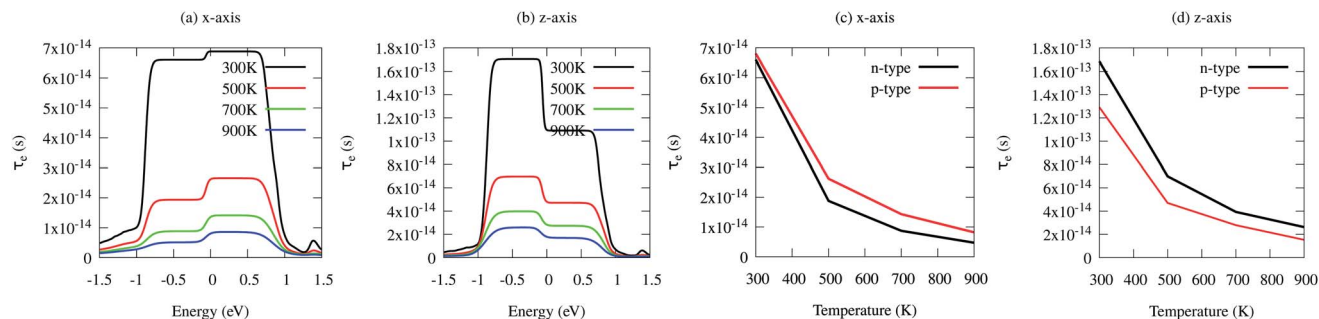 (a) x-axis
τe (s)
7x10-14
6x10-14
5x10-14
4x10-14
3x10-14
2x10-14
1x10-14
0
300K
500K
700K
900K
-1.5 -1 -0.5 0 0.5 1 1.5
Energy (eV)
(b) z-axis
τe (s)
1.8x10-13
1.6x10-13
1.4x10-13
1.2x10-13
1x10-13
8x10-14
6x10-14
4x10-14
2x10-14
0
300K
500K
700K
900K
-1.5 -1 -0.5 0 0.5 1 1.5
Energy (eV)
(c) x-axis
τe (s)
7x10-14
6x10-14
5x10-14
4x10-14
3x10-14
2x10-14
1x10-14
0
n-type
p-type
300 400 500 600 700 800 900
Temperature (K)
(d) z-axis
τe (s)
1.8x10-13
1.6x10-13
1.4x10-13
1.2x10-13
1x10-13
8x10-14
6x10-14
4x10-14
2x10-14
0
n-type
p-type
300 400 500 600 700 800 900
Temperature (K)